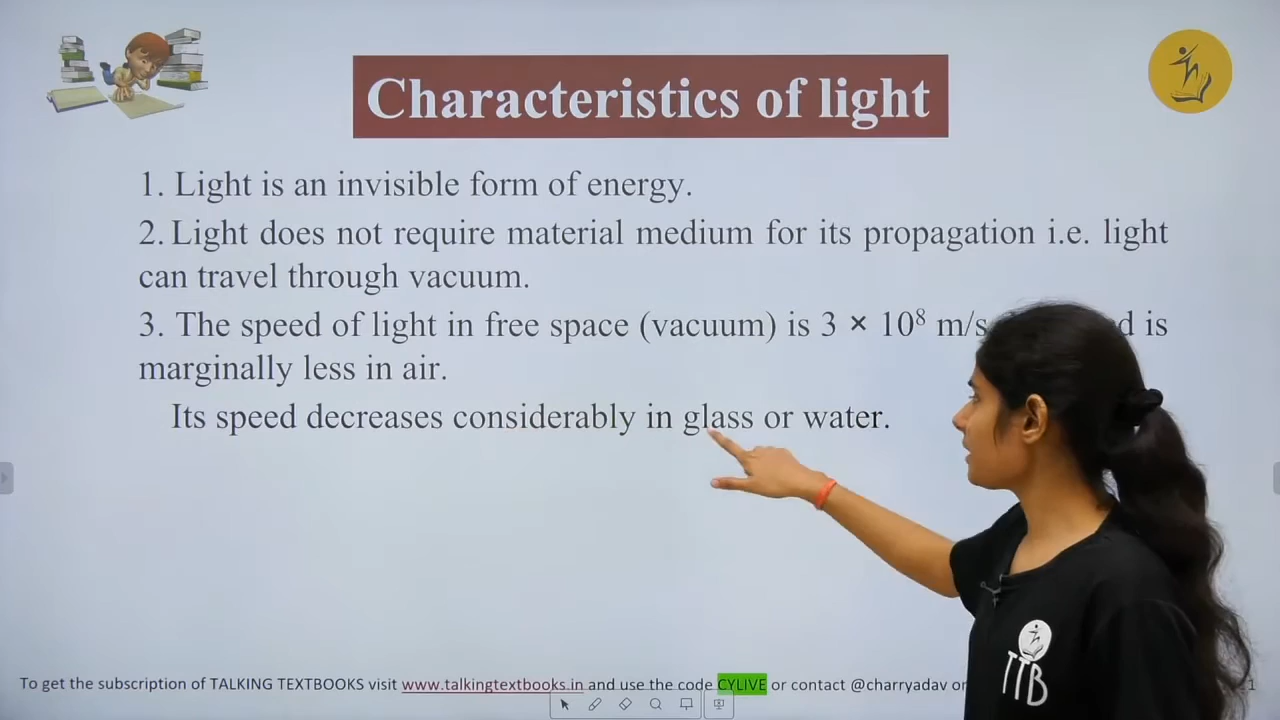 Characteristics of light
1. Light is an invisible form of energy.
2. Light does not require material medium for its propagation i.e. light
can travel through vacuum.
3. The speed of light in free space (vacuum) is 3 × 10⁸ m/s is
marginally less in air.
Its speed decreases considerably in glass or water.
To get the subscription of TALKING TEXTBOOKS visit www.talkingtextbooks.in and use the code CYLIVE or contact @charryadav or
TTB